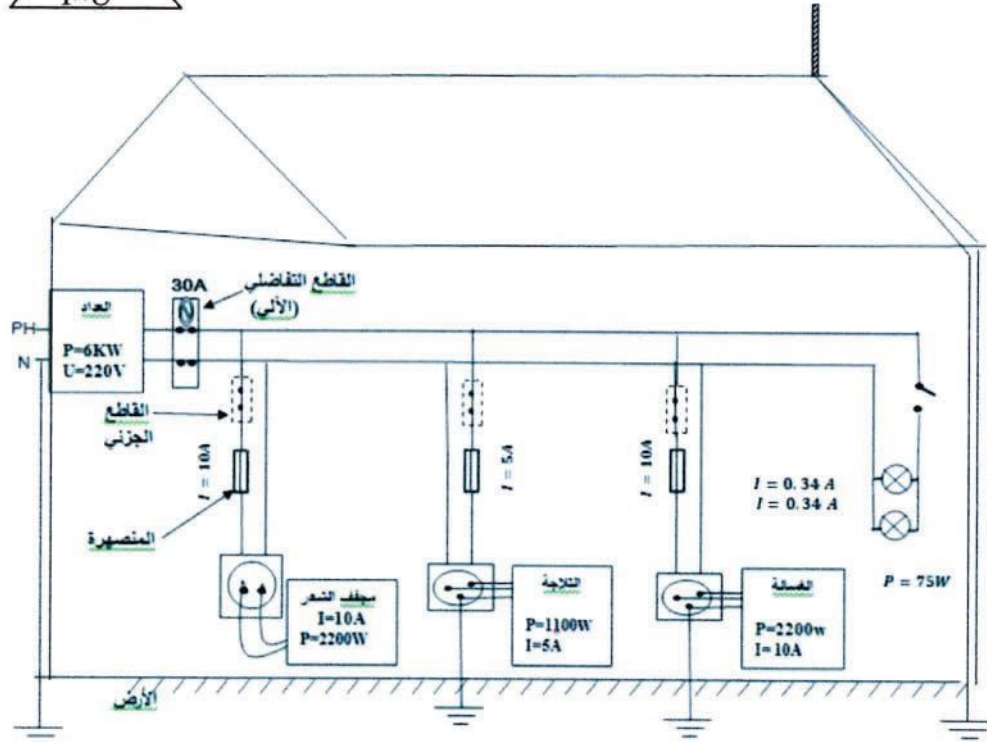 30A
القاطع التفاضلي
(الألي)
العداد
P=6KW
U=220V
PH
N
القاطع
الجزئي
I = 10A
I = 5A
I = 10A
I = 0.34 A
I = 0.34 A
المنصهرة
مجفف الشعر
I=10A
P=2200W
الثلاجة
P=1100W
I=5A
الغسالة
P=2200w
I= 10A
P = 75W
الأرض